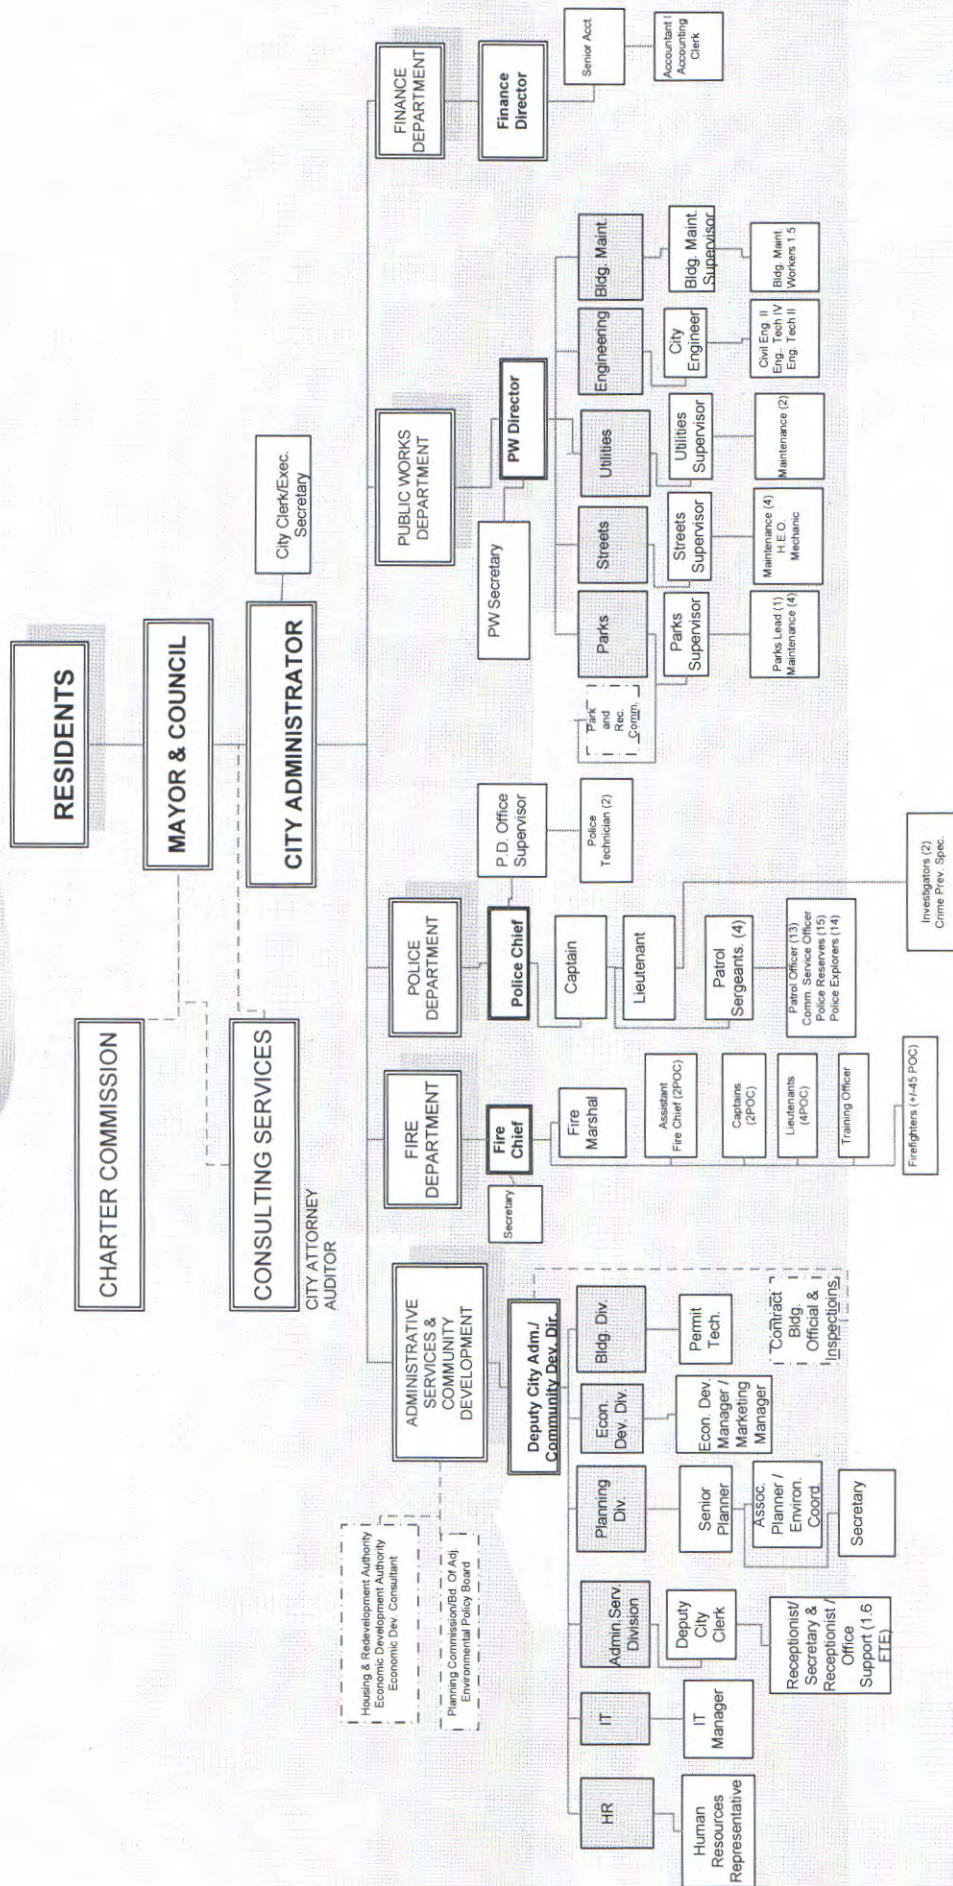 RESIDENTS
MAYOR & COUNCIL
CITY ADMINISTRATOR
City Clerk/Exec.
Secretary
CHARTER COMMISSION
CONSULTING SERVICES
CITY ATTORNEY
AUDITOR
ADMINISTRATIVE
SERVICES &
COMMUNITY
DEVELOPMENT
Housing & Redevelopment Authority
Economic Development Authority
Economic Dev. Consultant
Planning Commission/Bd. Of Adj.
Environmental Policy Board
Deputy City Adm./
Community Dev. Dir.
HR
Human
Resources
Representative
IT
IT
Manager
Admin.Serv.
Division
Deputy
City
Clerk
Receptionist/
Secretary &
Receptionist /
Office
Support (1.6
FTE)
Planning
Div.
Senior
Planner
Assoc.
Planner /
Environ.
Coord.
Secretary
Econ.
Dev. Div.
Econ. Dev.
Manager /
Marketing
Manager
Bldg. Div.
Permit
Tech.
Contract
Bldg.
Official &
Inspectioins
FIRE
DEPARTMENT
Fire
Chief
Secretary
Fire
Marshal
Assistant
Fire Chief (2POC)
Captains
(2POC)
Lieutenants
(4POC)
Training Officer
Firefighters (+/-45 POC)
POLICE
DEPARTMENT
Police Chief
P.D. Office
Supervisor
Police
Technician (2)
Captain
Lieutenant
Patrol
Sergeants. (4)
Patrol Officer (13)
Comm. Service Officer
Police Reserves (15)
Police Explorers (14)
Investigators (2)
Crime Prev. Spec.
PUBLIC WORKS
DEPARTMENT
PW Director
PW Secretary
Parks
Park
and
Rec.
Comm.
Parks
Supervisor
Parks Lead (1)
Maintenance (4)
Streets
Streets
Supervisor
Maintenance (4)
H.E.O.
Mechanic
Utilities
Utilities
Supervisor
Maintenance (2)
Engineering
City
Engineer
Civil Eng. II
Eng.. Tech IV
Eng. Tech II
Bldg. Maint.
Bldg. Maint.
Supervisor
Bldg. Maint.
Workers 1.5
FINANCE
DEPARTMENT
Finance
Director
Senior Acct
Accountant I
Accounting
Clerk